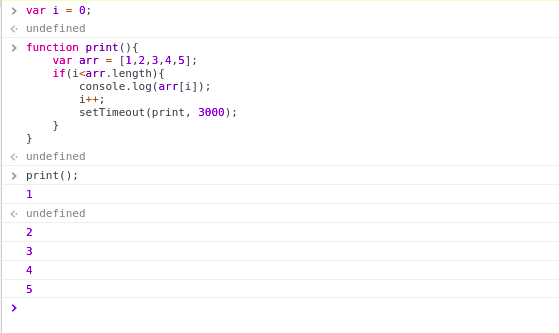 var i = 0;
undefined
function print(){
    var arr = [1,2,3,4,5];
    if(i<arr.length){
        console.log(arr[i]);
        i++;
        setTimeout(print, 3000);
    }
}
undefined
print();
1
undefined
2
3
4
5